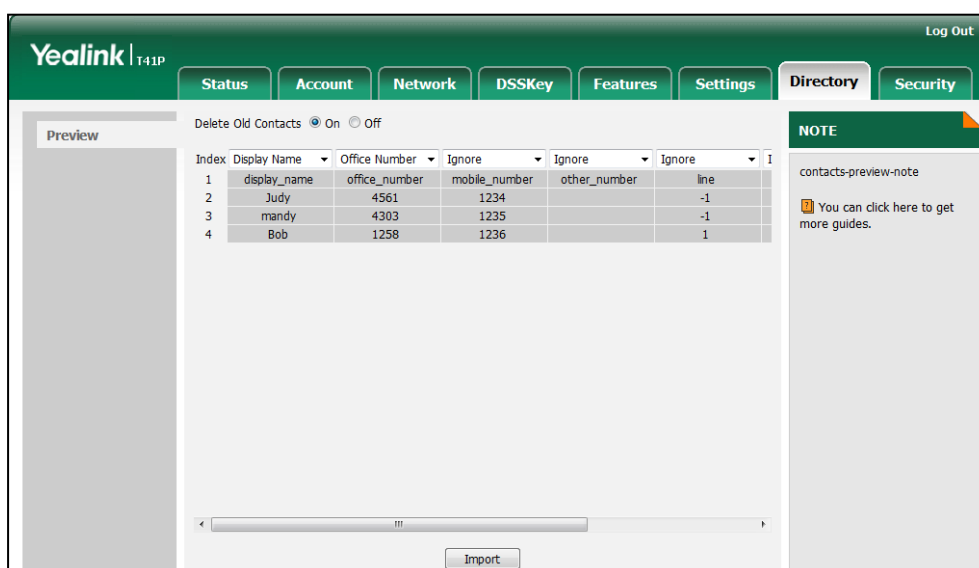 Log Out
Yealink T41P
Status Account Network DSSKey Features Settings Directory Security
Preview
Delete Old Contacts On Off
Index Display Name Office Number Ignore Ignore Ignore I
1 display_name office_number mobile_number other_number line
2 Judy 4561 1234 -1
3 mandy 4303 1235 -1
4 Bob 1258 1236 1
Import
NOTE
contacts-preview-note
You can click here to get
more guides.